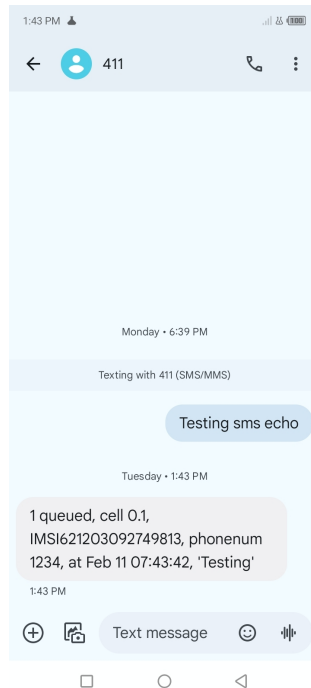 1:43 PM
100
411
Monday • 6:39 PM
Texting with 411 (SMS/MMS)
Testing sms echo
Tuesday • 1:43 PM
1 queued, cell 0.1,
IMSI621203092749813, phonenum
1234, at Feb 11 07:43:42, 'Testing'
1:43 PM
Text message